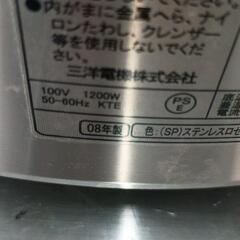 内がまに金属へら、ナイ
ロンたわし、クレンザー
等を使用しないでくださ
三洋電機株式会社
100V 1200W
50-60Hz KTE
PS
E
08年製
色:(SP)ステンレスロゼ